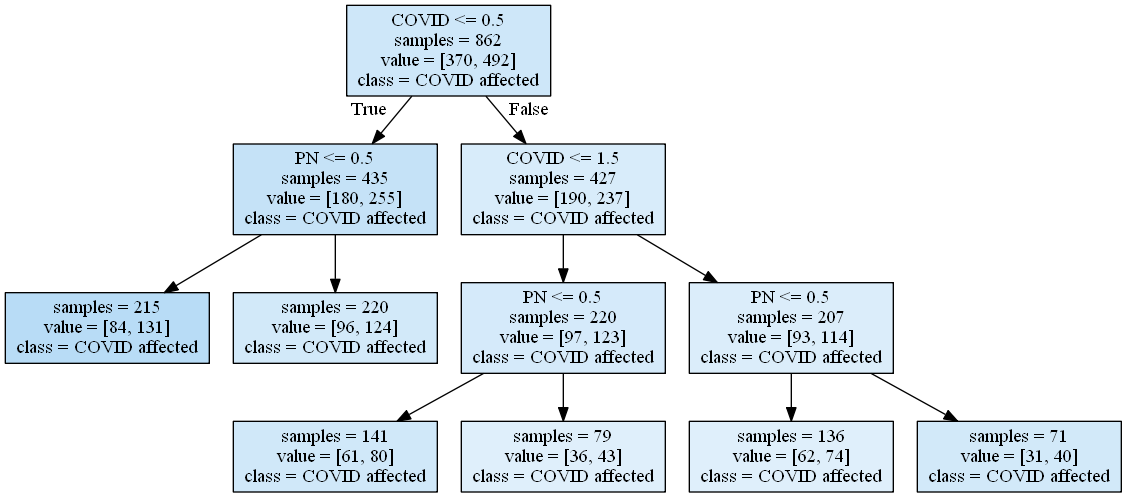 COVID <= 0.5
samples = 862
value = [370, 492]
class = COVID affected
True
False
PN <= 0.5
samples = 435
value = [180, 255]
class = COVID affected
COVID <= 1.5
samples = 427
value = [190, 237]
class = COVID affected
samples = 215
value = [84, 131]
class = COVID affected
samples = 220
value = [96, 124]
class = COVID affected
PN <= 0.5
samples = 220
value = [97, 123]
class = COVID affected
PN <= 0.5
samples = 207
value = [93, 114]
class = COVID affected
samples = 141
value = [61, 80]
class = COVID affected
samples = 79
value = [36, 43]
class = COVID affected
samples = 136
value = [62, 74]
class = COVID affected
samples = 71
value = [31, 40]
class = COVID affected